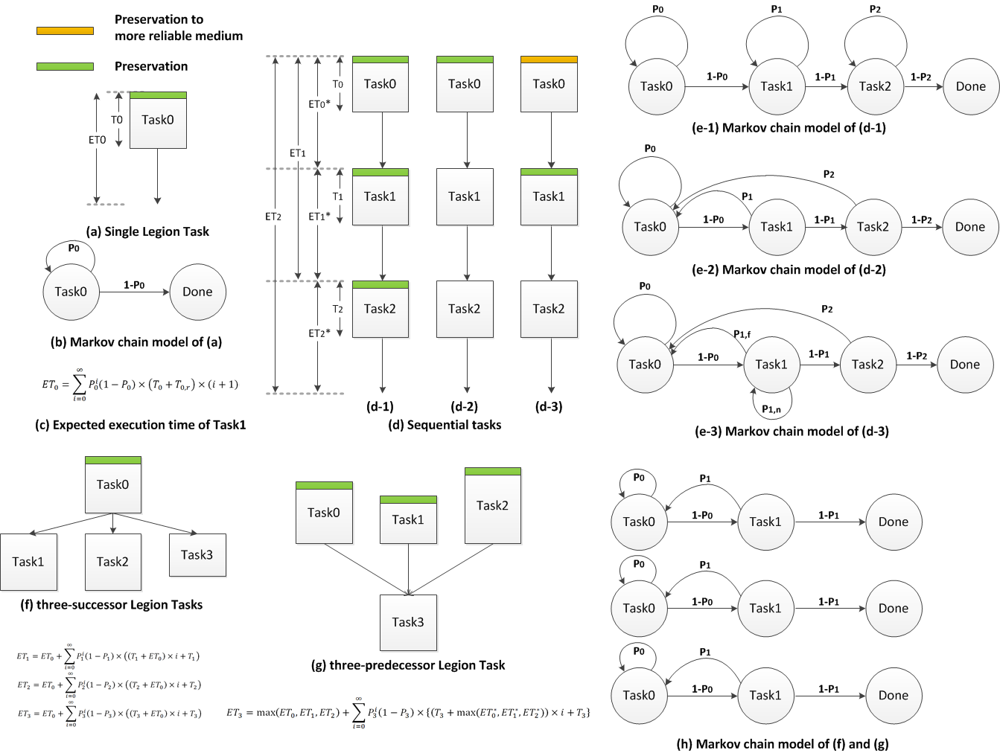 Preservation to
more reliable medium
Preservation
Task0
T0
ET0
(a) Single Legion Task
P0
Task0
1-P0
Done
(b) Markov chain model of (a)
ET₀ = ∑_{i=0}^{∞} P₀ⁱ(1 − P₀) × (T₀ + T₀,ᵣ) × (i + 1)
(c) Expected execution time of Task1
Task0
Task0
Task0
T0
ET0*
ET1
ET2
Task1
Task1
Task1
T1
ET1*
Task2
Task2
Task2
T2
ET2*
(d-1)
(d-2)
(d-3)
(d) Sequential tasks
P0
P1
P2
Task0
1-P0
Task1
1-P1
Task2
1-P2
Done
(e-1) Markov chain model of (d-1)
P0
P2
P1
Task0
1-P0
Task1
1-P1
Task2
1-P2
Done
(e-2) Markov chain model of (d-2)
P0
P2
P1,f
Task0
1-P0
Task1
1-P1
Task2
1-P2
Done
P1,n
(e-3) Markov chain model of (d-3)
Task0
Task1
Task2
Task3
(f) three-successor Legion Tasks
ET₁ = ET₀ + ∑_{i=0}^{∞} P₁ⁱ(1 − P₁) × ((T₁ + ET₀) × i + T₁)
ET₂ = ET₀ + ∑_{i=0}^{∞} P₂ⁱ(1 − P₂) × ((T₂ + ET₀) × i + T₂)
ET₃ = ET₀ + ∑_{i=0}^{∞} P₃ⁱ(1 − P₃) × ((T₃ + ET₀) × i + T₃)
Task0
Task1
Task2
Task3
(g) three-predecessor Legion Task
ET₃ = max(ET₀, ET₁, ET₂) + ∑_{i=0}^{∞} P₃ⁱ(1 − P₃) × {(T₃ + max(ET₀*, ET₁*, ET₂*)) × i + T₃}
P0
P1
Task0
1-P0
Task1
1-P1
Done
P0
P1
Task0
1-P0
Task1
1-P1
Done
P0
P1
Task0
1-P0
Task1
1-P1
Done
(h) Markov chain model of (f) and (g)